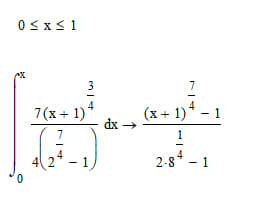 0 ≤ x ≤ 1
∫₀ˣ 7(x + 1)^(3/4) / (4(2^(7/4) − 1)) dx → ((x + 1)^(7/4) − 1) / (2·8^(1/4) − 1)